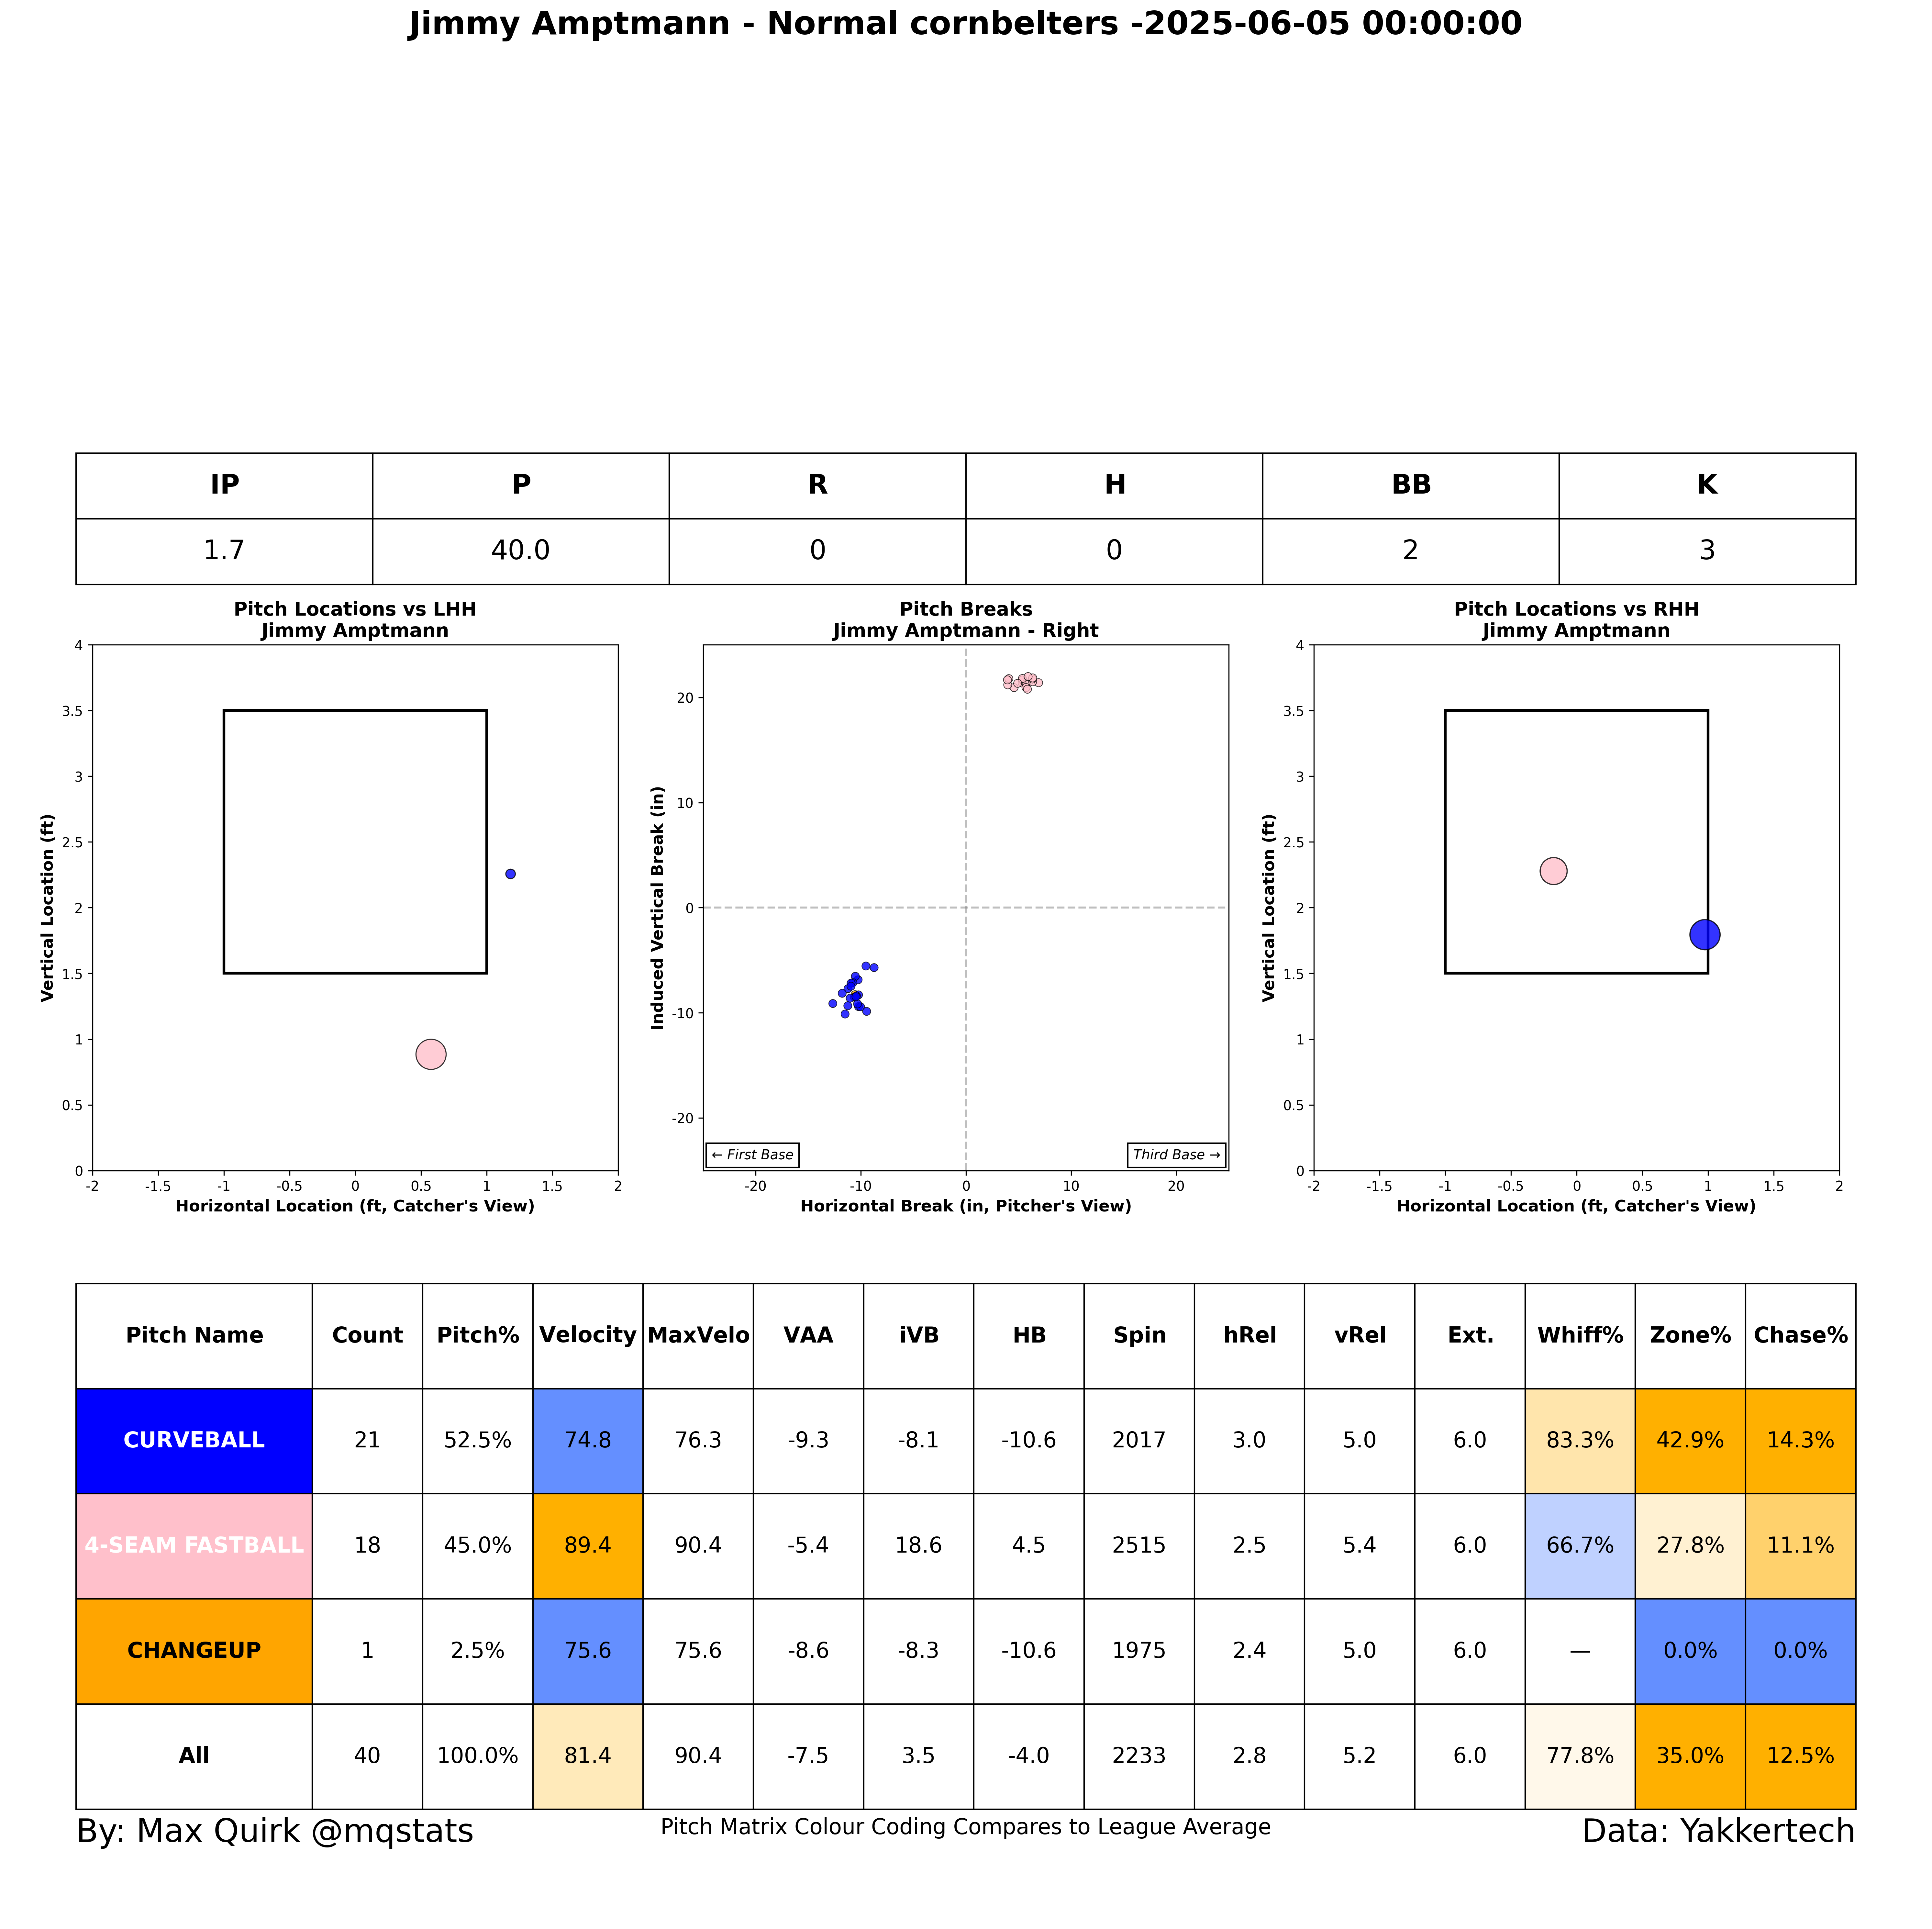 Jimmy Amptmann - Normal cornbelters -2025-06-05 00:00:00
IP P R H BB K
1.7 40.0 0 0 2 3
Pitch Locations vs LHH
Jimmy Amptmann
4
3.5
3
2.5
2
1.5
1
0.5
0
-2 -1.5 -1 -0.5 0 0.5 1 1.5 2
Vertical Location (ft)
Horizontal Location (ft, Catcher's View)
Pitch Breaks
Jimmy Amptmann - Right
20
10
0
-10
-20
← First Base
Third Base →
-20 -10 0 10 20
Induced Vertical Break (in)
Horizontal Break (in, Pitcher's View)
Pitch Locations vs RHH
Jimmy Amptmann
4
3.5
3
2.5
2
1.5
1
0.5
0
-2 -1.5 -1 -0.5 0 0.5 1 1.5 2
Vertical Location (ft)
Horizontal Location (ft, Catcher's View)
Pitch Name Count Pitch% Velocity MaxVelo VAA iVB HB Spin hRel vRel Ext. Whiff% Zone% Chase%
CURVEBALL 21 52.5% 74.8 76.3 -9.3 -8.1 -10.6 2017 3.0 5.0 6.0 83.3% 42.9% 14.3%
4-SEAM FASTBALL 18 45.0% 89.4 90.4 -5.4 18.6 4.5 2515 2.5 5.4 6.0 66.7% 27.8% 11.1%
CHANGEUP 1 2.5% 75.6 75.6 -8.6 -8.3 -10.6 1975 2.4 5.0 6.0 — 0.0% 0.0%
All 40 100.0% 81.4 90.4 -7.5 3.5 -4.0 2233 2.8 5.2 6.0 77.8% 35.0% 12.5%
By: Max Quirk @mqstats
Pitch Matrix Colour Coding Compares to League Average
Data: Yakkertech